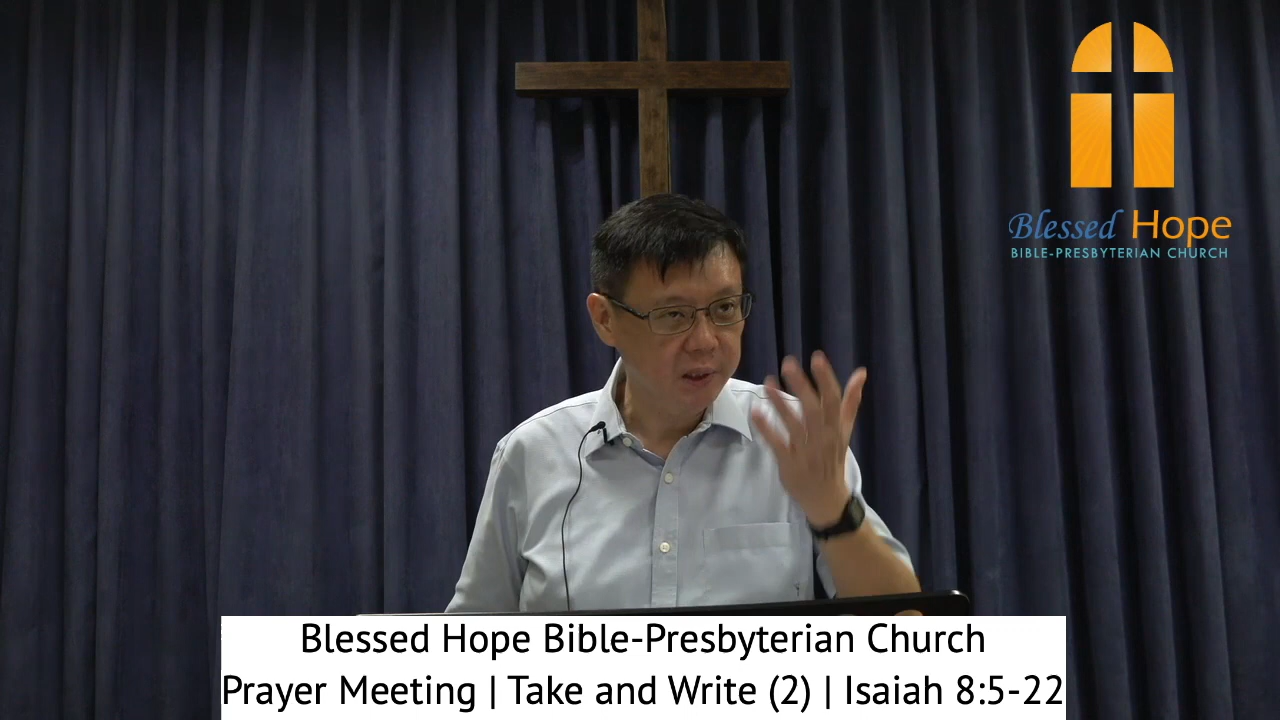 Blessed Hope
BIBLE-PRESBYTERIAN CHURCH
Blessed Hope Bible-Presbyterian Church
Prayer Meeting | Take and Write (2) | Isaiah 8:5-22